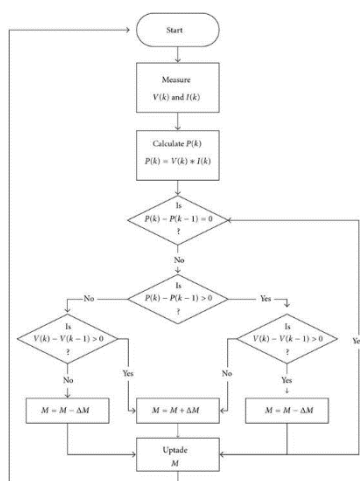 Start
Measure
V(k) and I(k)
Calculate P(k)
P(k) = V(k) * I(k)
Is
P(k) − P(k − 1) = 0
?
No
Is
P(k) − P(k − 1) > 0
?
No
Yes
Is
V(k) − V(k − 1) > 0
?
Is
V(k) − V(k − 1) > 0
?
Ye
No
Yes
No
Yes
M = M − ΔM
M = M + ΔM
M = M − ΔM
Uptade
M